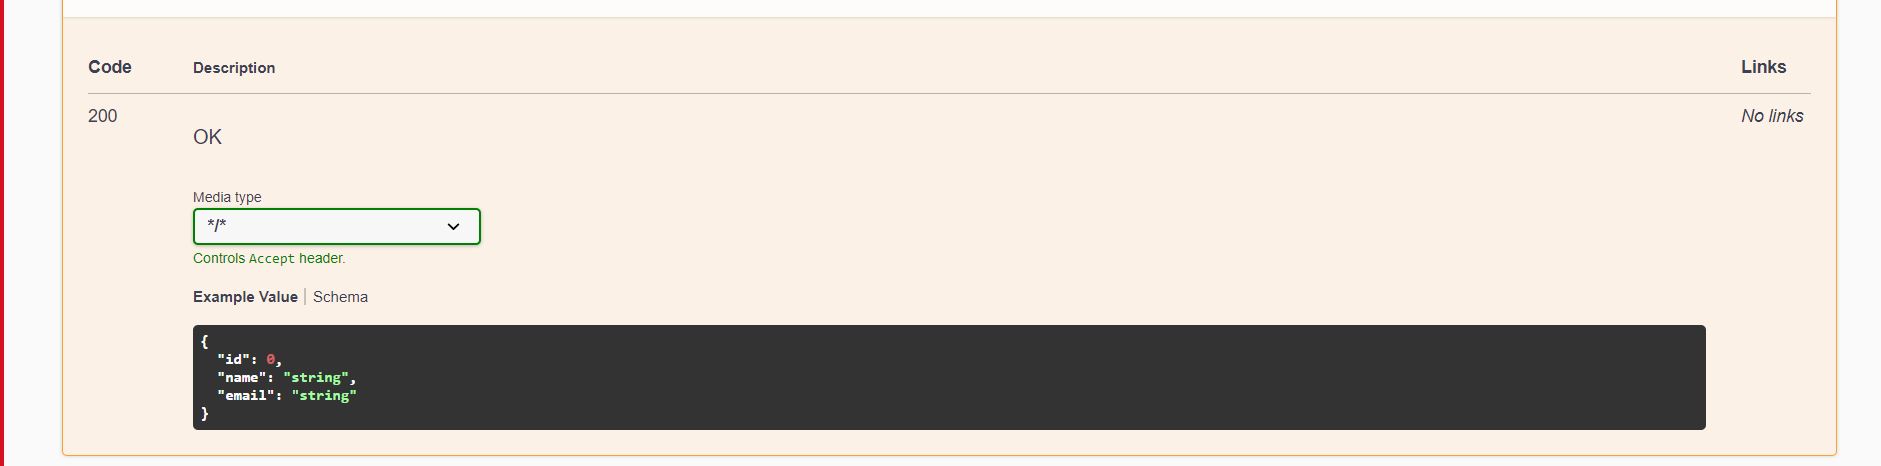 Code Description Links
200 No links
OK
Media type
*/*
Controls Accept header.
Example Value | Schema
{
  "id": 0,
  "name": "string",
  "email": "string"
}